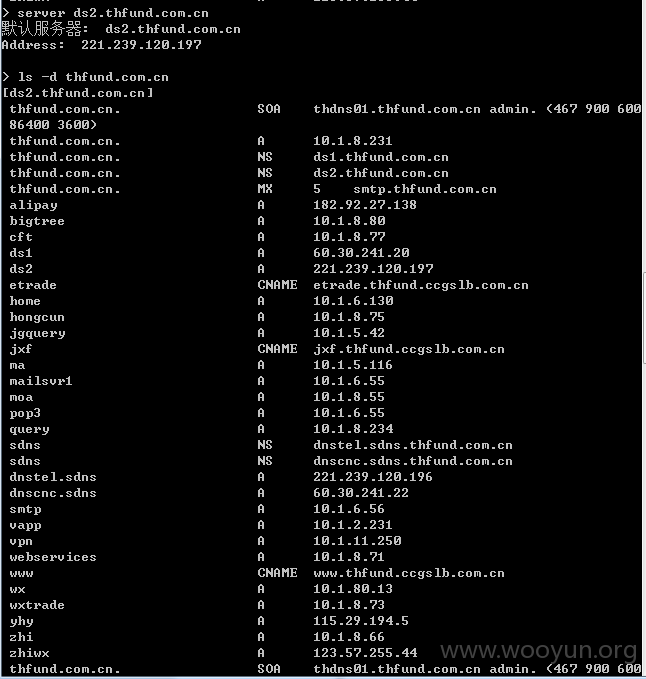 > server ds2.thfund.com.cn
默认服务器:  ds2.thfund.com.cn
Address:  221.239.120.197
> ls -d thfund.com.cn
[ds2.thfund.com.cn]
thfund.com.cn. SOA thdns01.thfund.com.cn admin. (467 900 600
86400 3600)
thfund.com.cn. A 10.1.8.231
thfund.com.cn. NS ds1.thfund.com.cn
thfund.com.cn. NS ds2.thfund.com.cn
thfund.com.cn. MX 5 smtp.thfund.com.cn
alipay A 182.92.27.138
bigtree A 10.1.8.80
cft A 10.1.8.77
ds1 A 60.30.241.20
ds2 A 221.239.120.197
etrade CNAME etrade.thfund.ccgslb.com.cn
home A 10.1.6.130
hongcun A 10.1.8.75
jgquery A 10.1.5.42
jxf CNAME jxf.thfund.ccgslb.com.cn
ma A 10.1.5.116
mailsvr1 A 10.1.6.55
moa A 10.1.8.55
pop3 A 10.1.6.55
query A 10.1.8.234
sdns NS dnstel.sdns.thfund.com.cn
sdns NS dnscnc.sdns.thfund.com.cn
dnstel.sdns A 221.239.120.196
dnscnc.sdns A 60.30.241.22
smtp A 10.1.6.56
vapp A 10.1.2.231
vpn A 10.1.11.250
webservices A 10.1.8.71
www CNAME www.thfund.ccgslb.com.cn
wx A 10.1.80.13
wxtrade A 10.1.8.73
yhy A 115.29.194.5
zhi A 10.1.8.66
zhiwx A 123.57.255.44
www.wooyun.org
thfund.com.cn. SOA thdns01.thfund.com.cn admin. (467 900 600